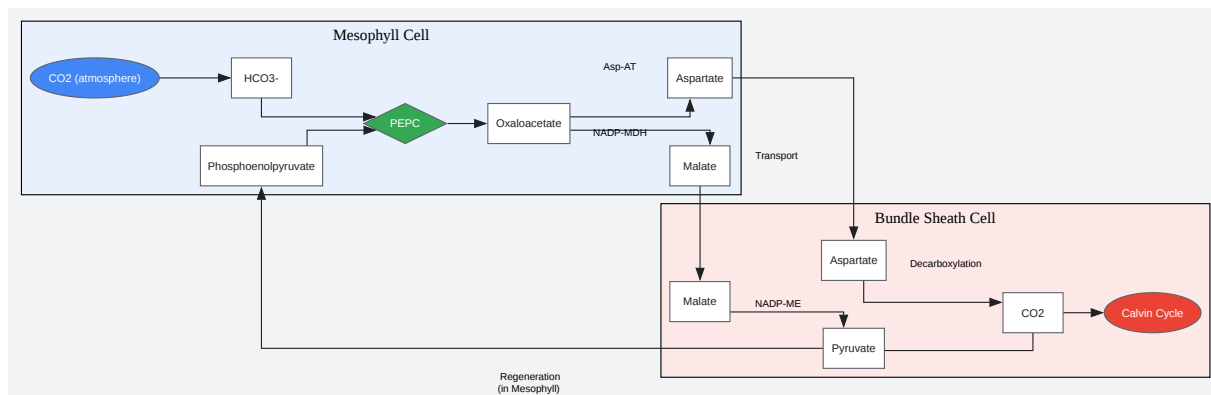 Mesophyll Cell
CO2 (atmosphere)
HCO3-
Asp-AT
Aspartate
PEPC
Oxaloacetate
NADP-MDH
Phosphoenolpyruvate
Malate
Transport
Bundle Sheath Cell
Aspartate
Decarboxylation
Malate
NADP-ME
CO2
Calvin Cycle
Pyruvate
Regeneration
(in Mesophyll)